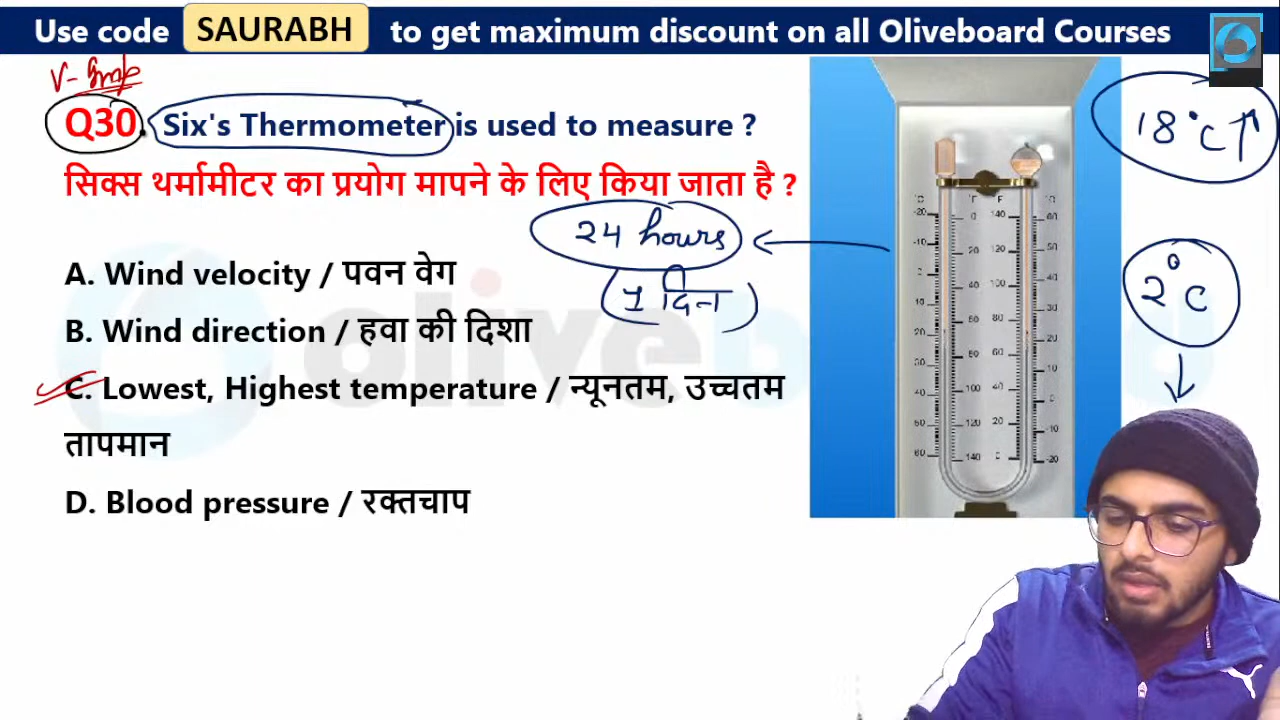 Use code SAURABH to get maximum discount on all Oliveboard Courses
V-Imp
Q30. Six's Thermometer is used to measure ?
18°C↑
सिक्स थर्मामीटर का प्रयोग मापने के लिए किया जाता है ?
24 hours
(1 दिन)
2°C
A. Wind velocity / पवन वेग
B. Wind direction / हवा की दिशा
C. Lowest, Highest temperature / न्यूनतम, उच्चतम
तापमान
D. Blood pressure / रक्तचाप